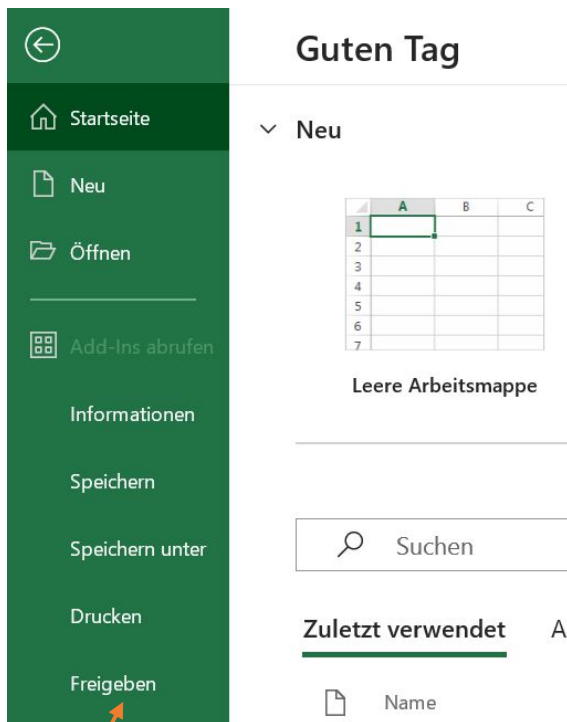 Guten Tag
Startseite
Neu
Öffnen
Add-Ins abrufen
Informationen
Speichern
Speichern unter
Drucken
Freigeben
Neu
A B C
1
2
3
4
5
6
7
Leere Arbeitsmappe
Suchen
Zuletzt verwendet A
Name